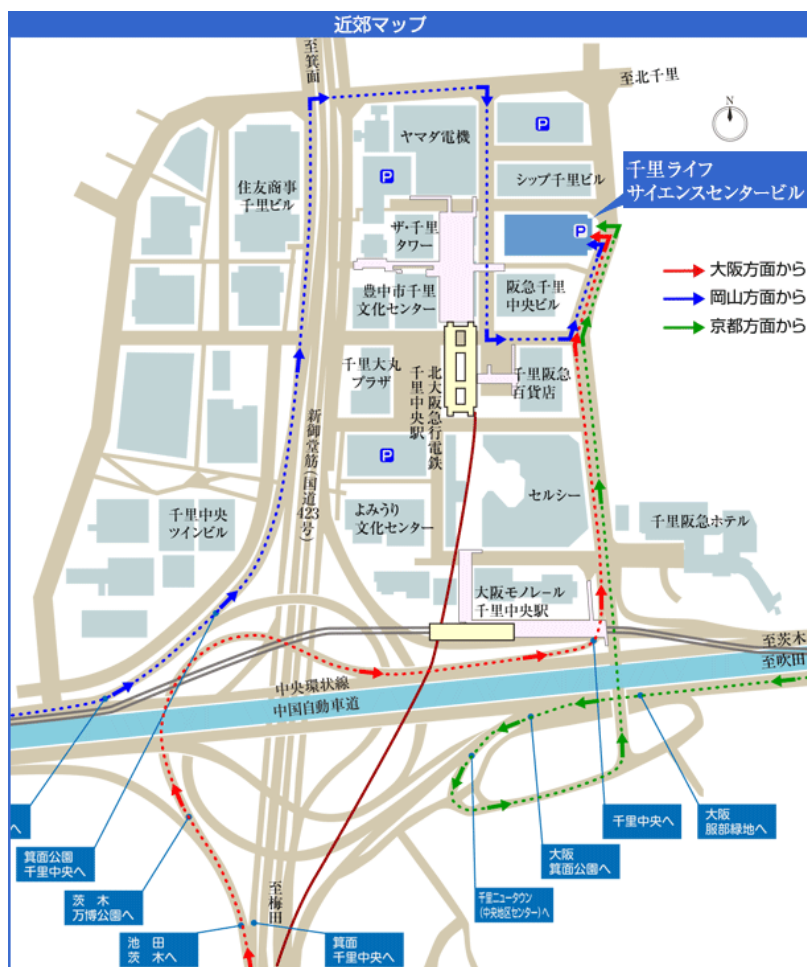 近郊マップ
至箕面
至北千里
N
ヤマダ電機
P
P
住友商事
千里ビル
シップ千里ビル
千里ライフ
サイエンスセンタービル
P
ザ・千里
タワー
大阪方面から
岡山方面から
京都方面から
豊中市千里
文化センター
阪急千里
中央ビル
千里大丸
プラザ
北大阪急行電鉄
千里中央駅
千里阪急
百貨店
新御堂筋(国道423号)
P
セルシー
千里中央
ツインビル
よみうり
文化センター
千里阪急ホテル
大阪モノレール
千里中央駅
至茨木
至吹田
中央環状線
中国自動車道
へ
箕面公園
千里中央へ
茨 木
万博公園へ
池 田
茨 木へ
至梅田
箕面
千里中央へ
千里ニュータウン
(中央地区センター)へ
大阪
箕面公園へ
千里中央へ
大阪
服部緑地へ